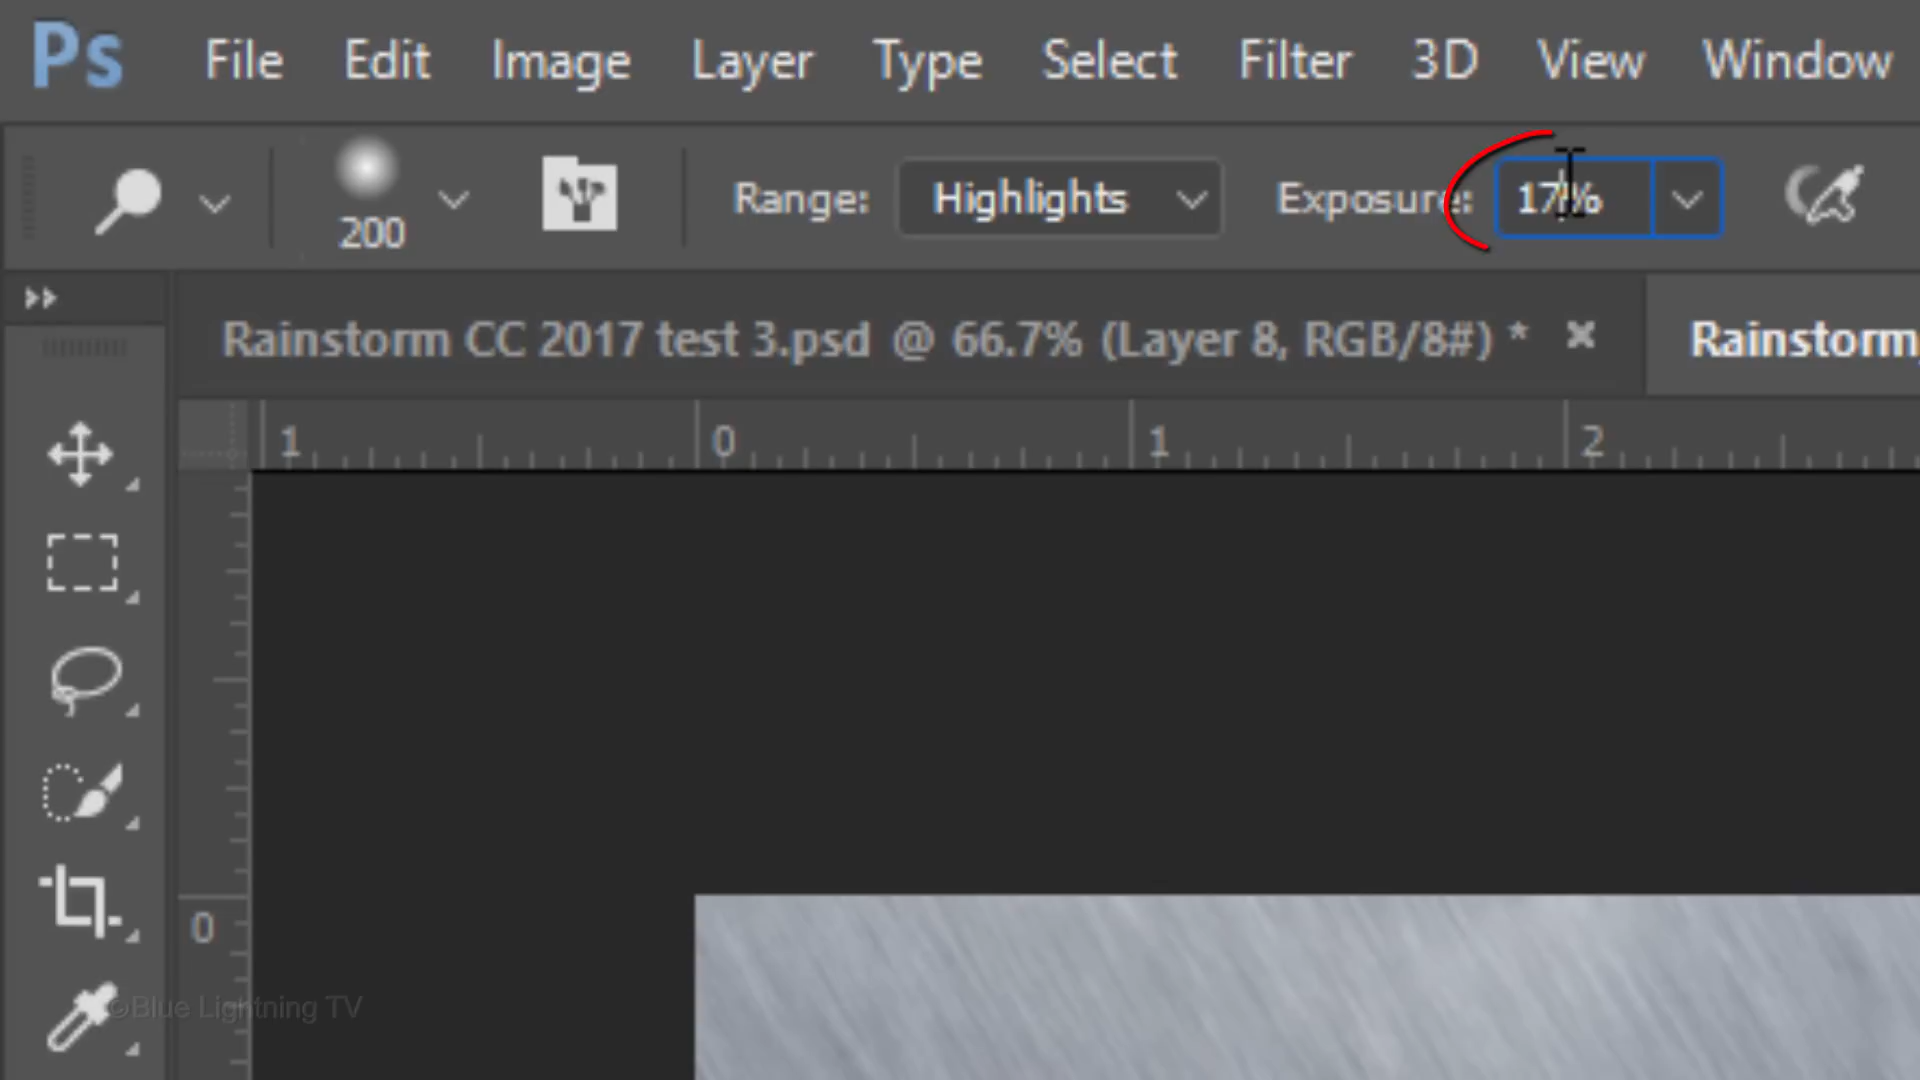 Ps File Edit Image Layer Type Select Filter 3D View Window
200 Range: Highlights Exposure: 17%
Rainstorm CC 2017 test 3.psd @ 66.7% (Layer 8, RGB/8#) * Rainstorm
1 0 1 2
0
©Blue Lightning TV